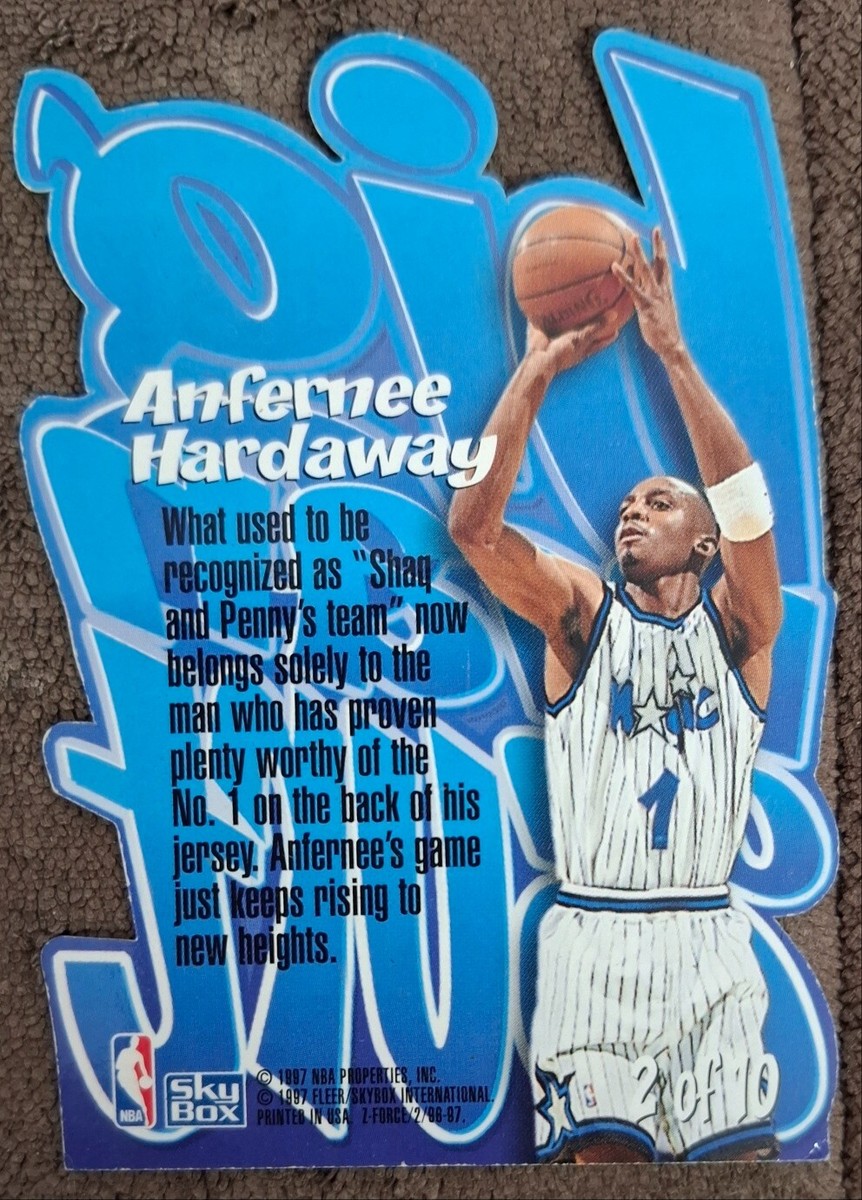 Anfernee
Hardaway
What used to be
recognized as "Shaq
and Penny's team" now
belongs solely to the
man who has proven
plenty worthy of the
No. 1 on the back of his
jersey. Anfernee's game
just keeps rising to
new heights.
SPALDING
Magic
1
2 of 10
NBA
Sky
Box
© 1997 NBA PROPERTIES, INC.
© 1997 FLEER/SKYBOX INTERNATIONAL.
PRINTED IN USA. Z-FORCE/2/96-97.